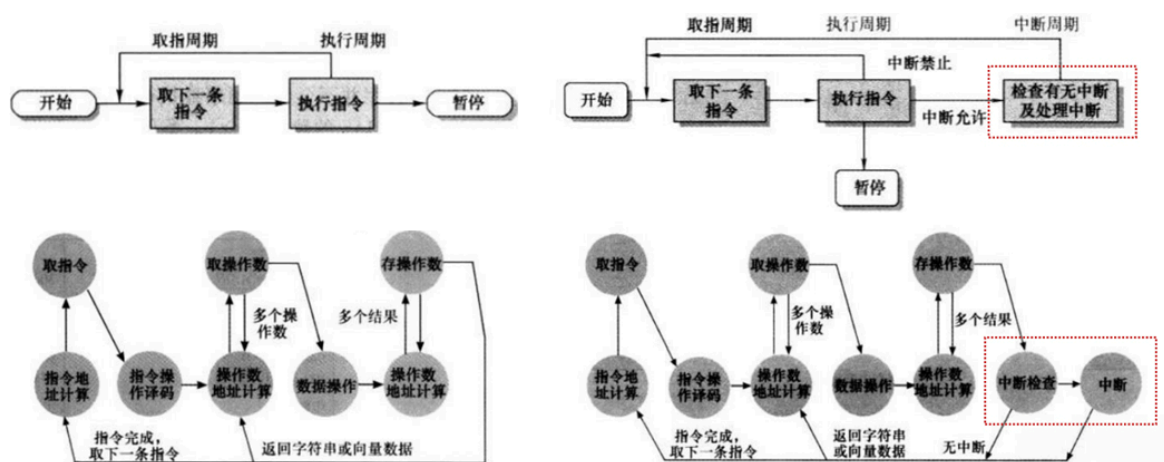 取指周期
执行周期
开始
取下一条
指令
执行指令
暂停
取指周期
执行周期
中断周期
中断禁止
开始
取下一条
指令
执行指令
中断允许
检查有无中断
及处理中断
暂停
取指令
取操作数
存操作数
多个操
作数
多个结果
指令地
址计算
指令操
作译码
操作数
地址计算
数据操作
操作数
地址计算
指令完成，
取下一条指令
返回字符串或向量数据
取指令
取操作数
存操作数
多个操
作数
多个结果
指令地
址计算
指令操
作译码
操作数
地址计算
数据操作
操作数
地址计算
中断检查
中断
指令完成，
取下一条指令
返回字符串
或向量数据
无中断